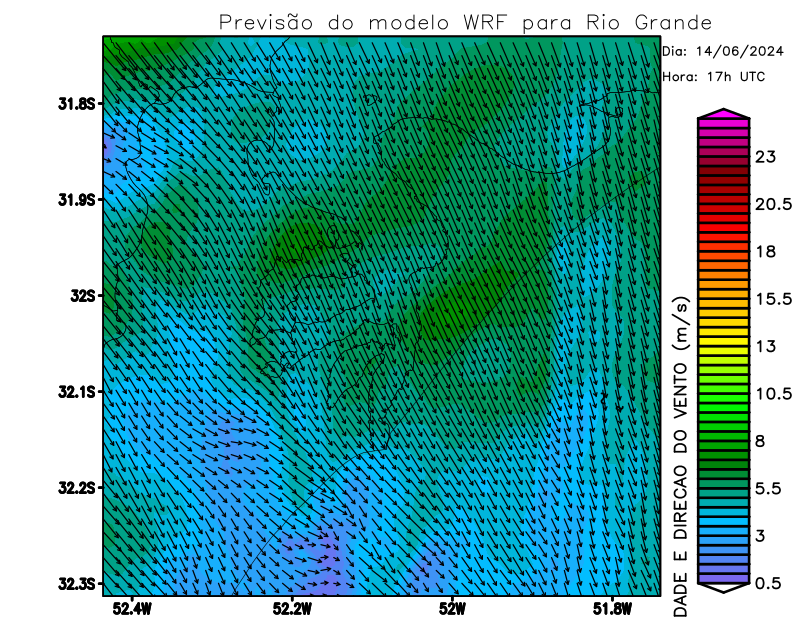 Previsão do modelo WRF para Rio Grande
Dia: 14/06/2024
Hora: 17h UTC
31.8S
31.9S
32S
32.1S
32.2S
32.3S
52.4W
52.2W
52W
51.8W
23
20.5
18
15.5
13
10.5
8
5.5
3
0.5
DADE E DIRECAO DO VENTO (m/s)